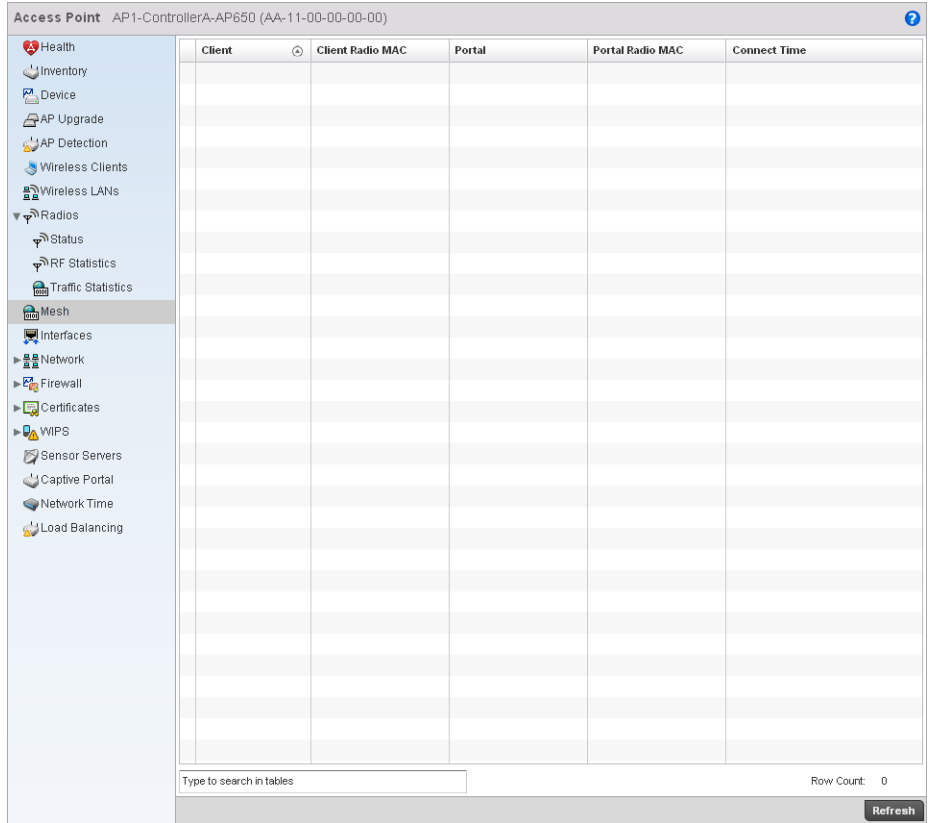 Access Point AP1-ControllerA-AP650 (AA-11-00-00-00-00)
?
Health
Inventory
Device
AP Upgrade
AP Detection
Wireless Clients
Wireless LANs
Radios
Status
RF Statistics
Traffic Statistics
Mesh
Interfaces
Network
Firewall
Certificates
WIPS
Sensor Servers
Captive Portal
Network Time
Load Balancing
Client Client Radio MAC Portal Portal Radio MAC Connect Time
Type to search in tables
Row Count: 0
Refresh